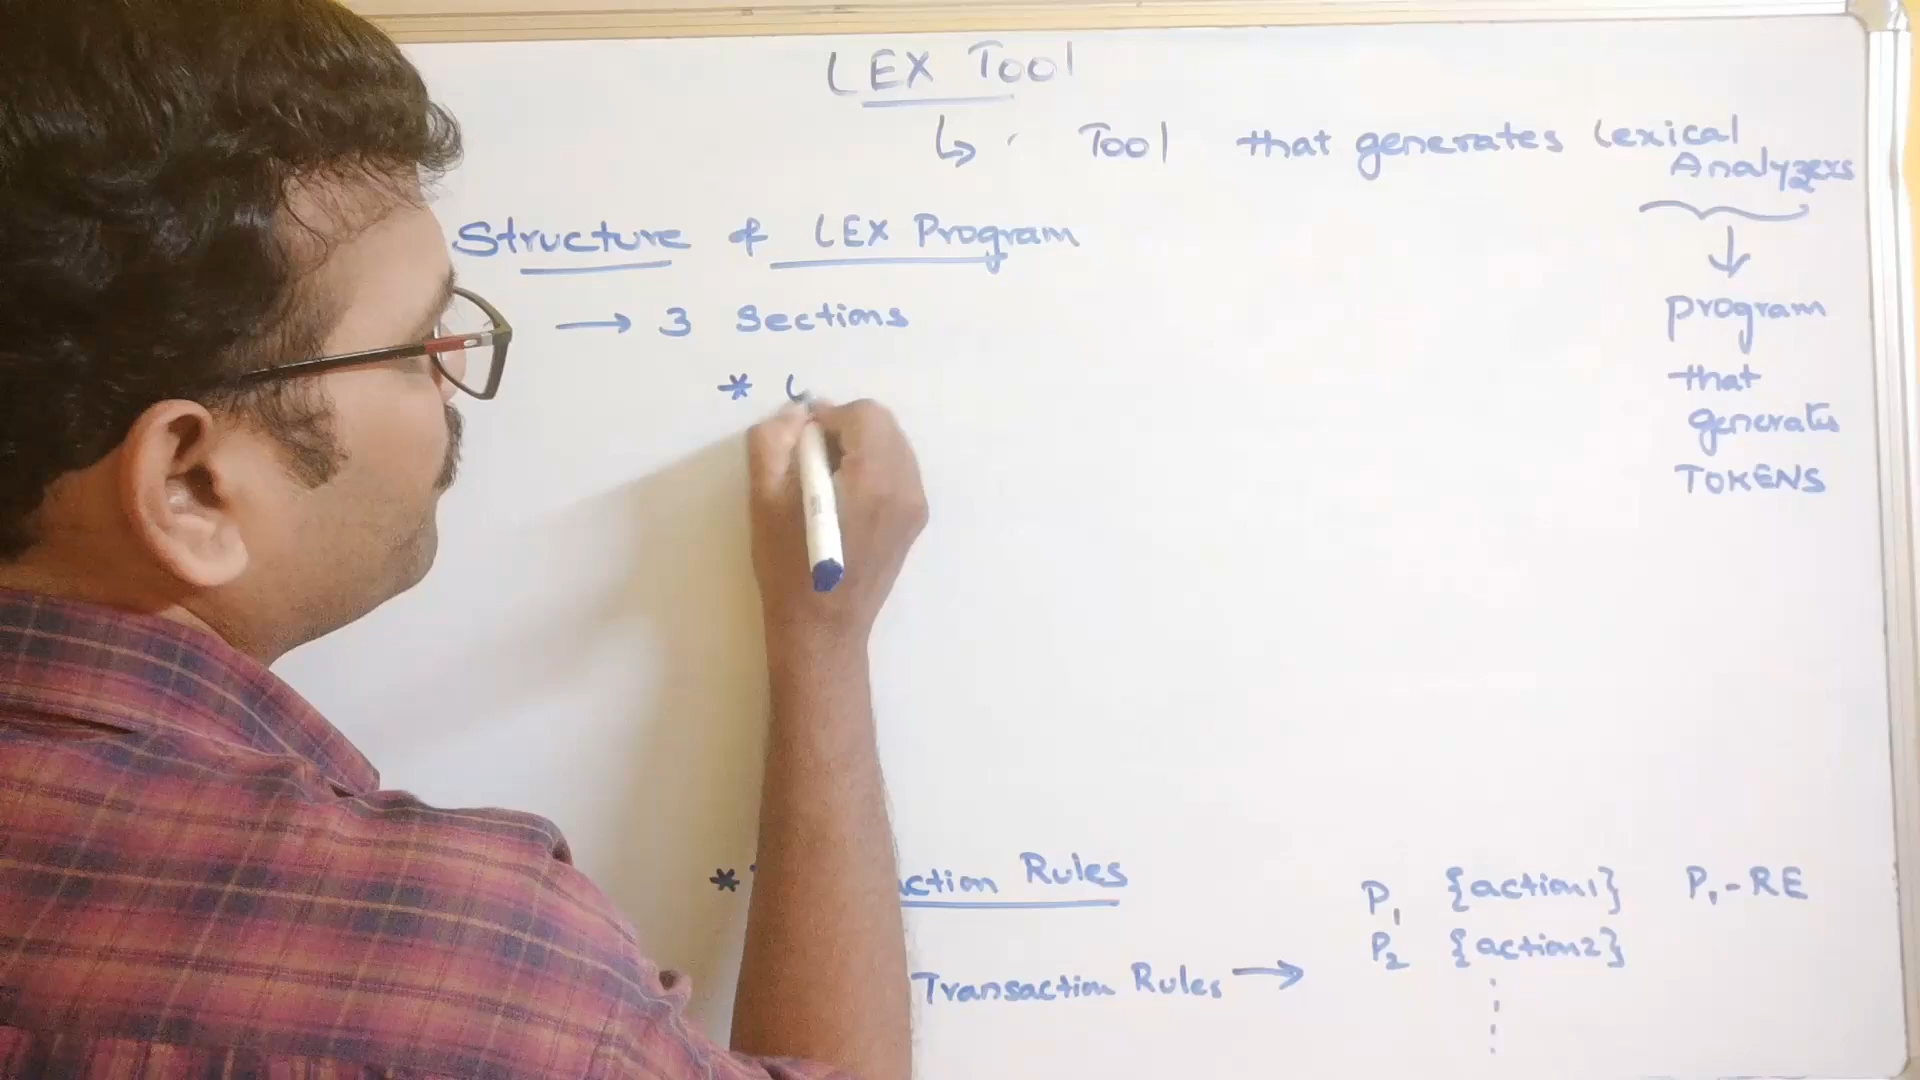 LEX Tool
↳ Tool that generates Lexical
Analyzers
↓
Program
that
generates
TOKENS
Structure of LEX Program
→ 3 Sections
*
* ction Rules
Transaction Rules →
P1 {action1} P1 - RE
P2 {action2}